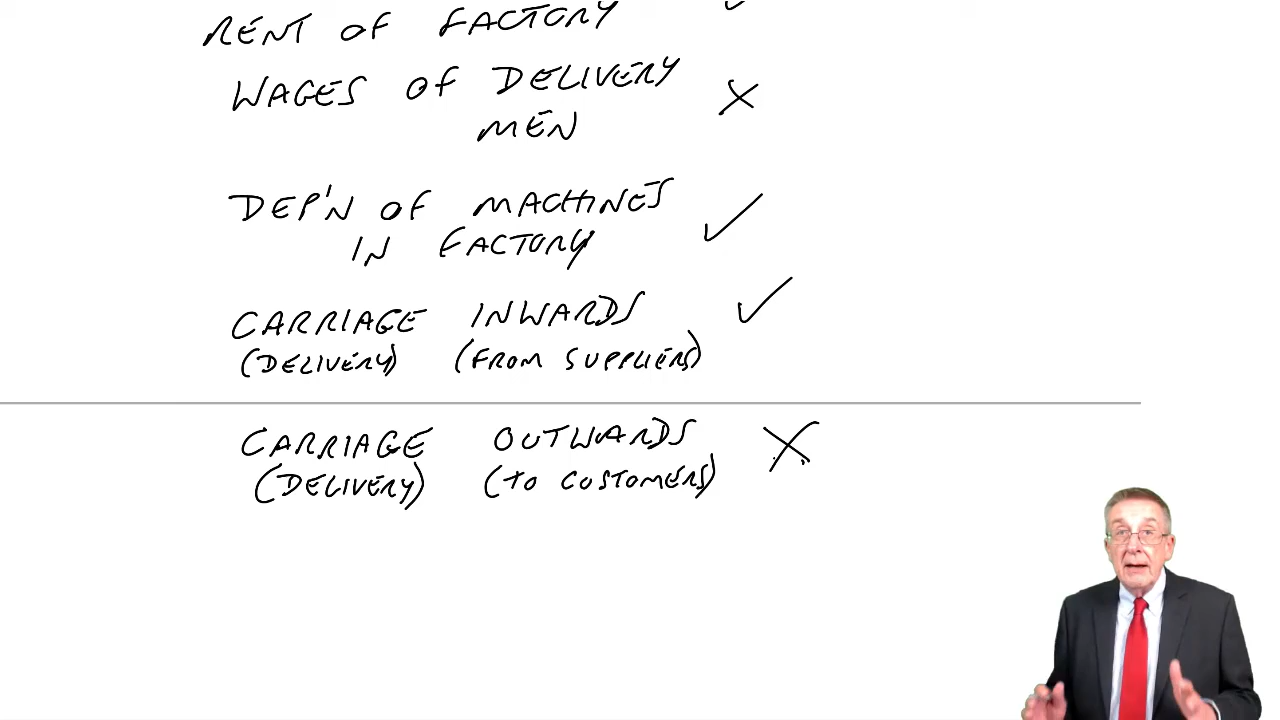 RENT OF FACTORY
WAGES OF DELIVERY
MEN
DEP'N OF MACHINES
IN FACTORY
CARRIAGE INWARDS
(DELIVERY) (FROM SUPPLIERS)
CARRIAGE OUTWARDS
(DELIVERY) (TO CUSTOMERS)